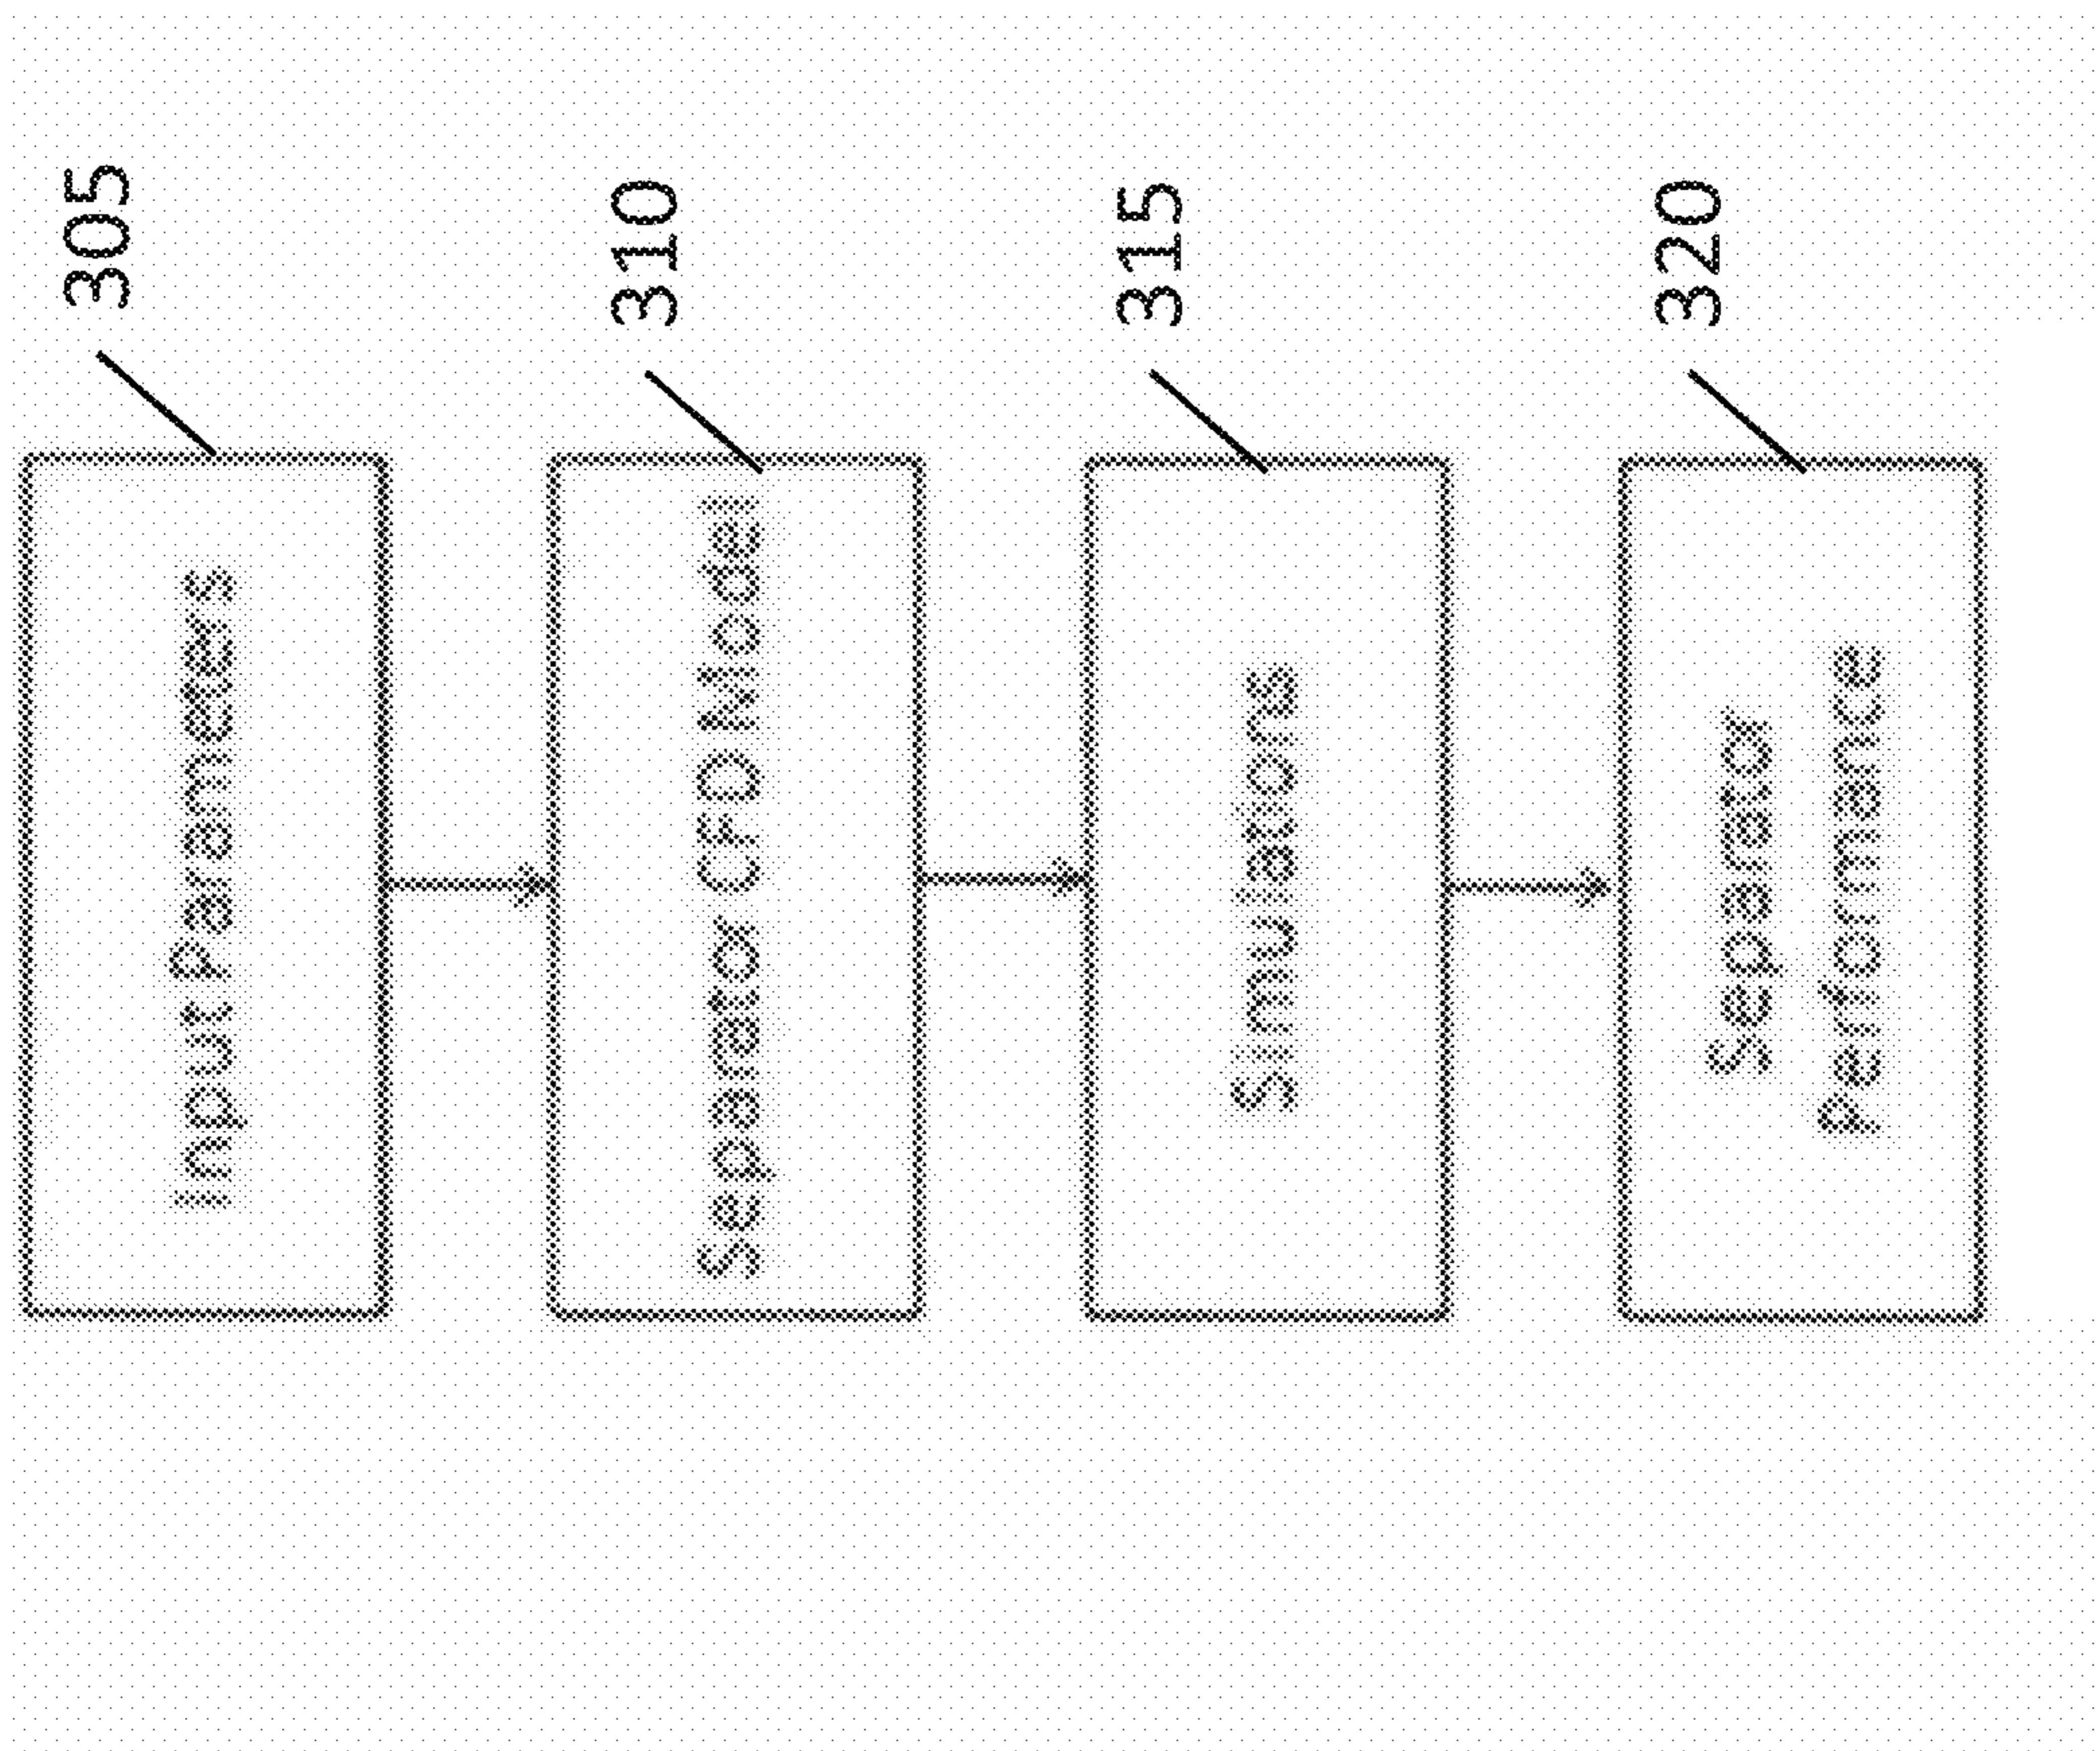 305
Input Parameters
310
Separator CFD Model
315
Simulations
320
Separator
Performance